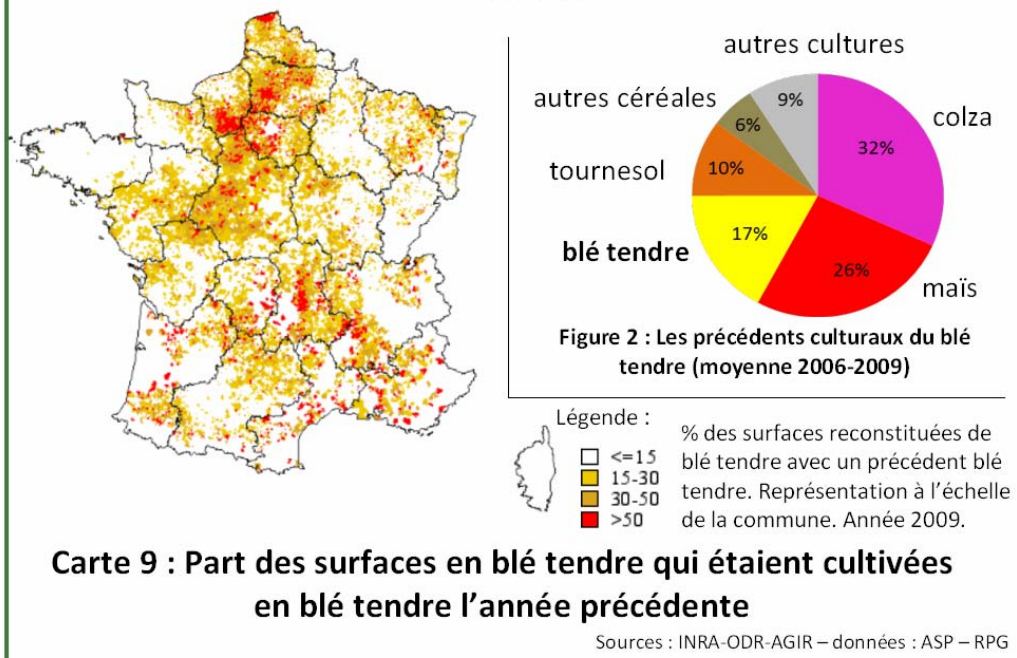 autres cultures
autres céréales
9%
colza
6%
32%
tournesol
10%
blé tendre
17%
26%
maïs
Figure 2 : Les précédents culturaux du blé
tendre (moyenne 2006-2009)
Légende :
<=15
15-30
30-50
>50
% des surfaces reconstituées de
blé tendre avec un précédent blé
tendre. Représentation à l'échelle
de la commune. Année 2009.
Carte 9 : Part des surfaces en blé tendre qui étaient cultivées
en blé tendre l'année précédente
Sources : INRA-ODR-AGIR – données : ASP – RPG